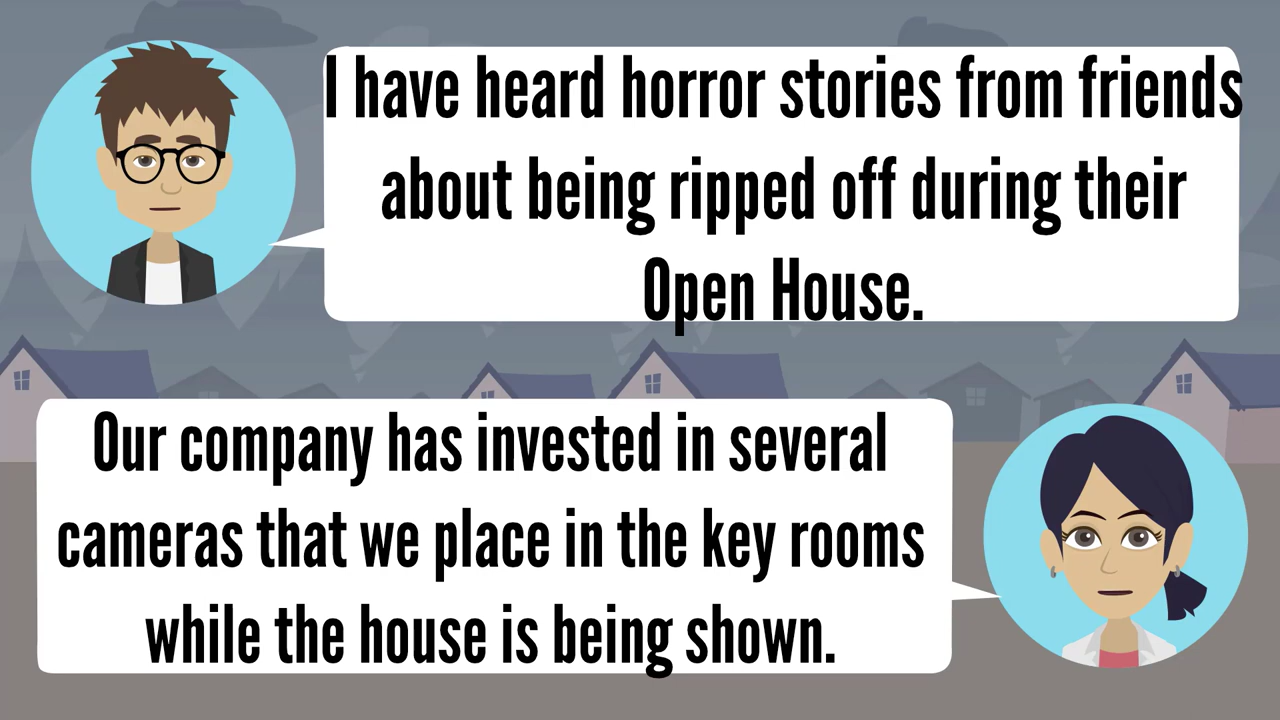 I have heard horror stories from friends
about being ripped off during their
Open House.
Our company has invested in several
cameras that we place in the key rooms
while the house is being shown.